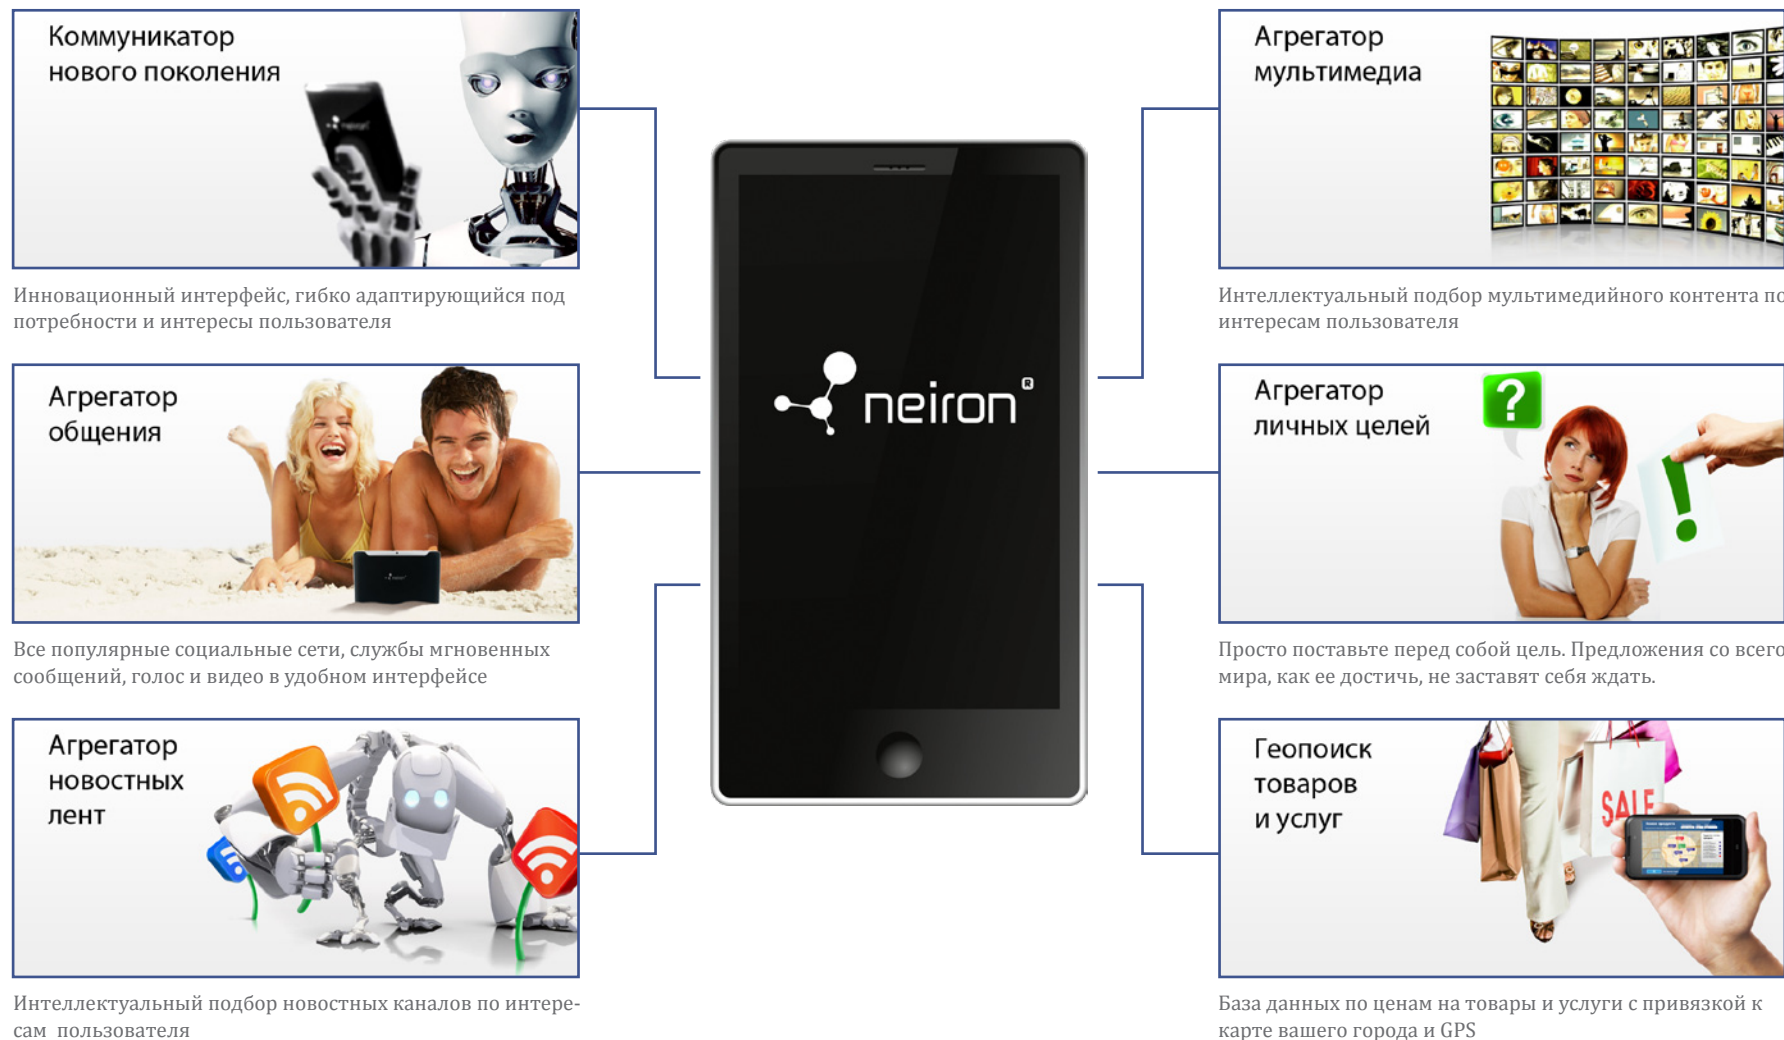 Коммуникатор
нового поколения
Инновационный интерфейс, гибко адаптирующийся под
потребности и интересы пользователя
Агрегатор
общения
Все популярные социальные сети, службы мгновенных
сообщений, голос и видео в удобном интерфейсе
Агрегатор
новостных
лент
Интеллектуальный подбор новостных каналов по интере-
сам пользователя
neiron®
Агрегатор
мультимедиа
Интеллектуальный подбор мультимедийного контента по
интересам пользователя
Агрегатор
личных целей
?
!
Просто поставьте перед собой цель. Предложения со всего
мира, как ее достичь, не заставят себя ждать.
Геопоиск
товаров
и услуг
SALE
База данных по ценам на товары и услуги с привязкой к
карте вашего города и GPS